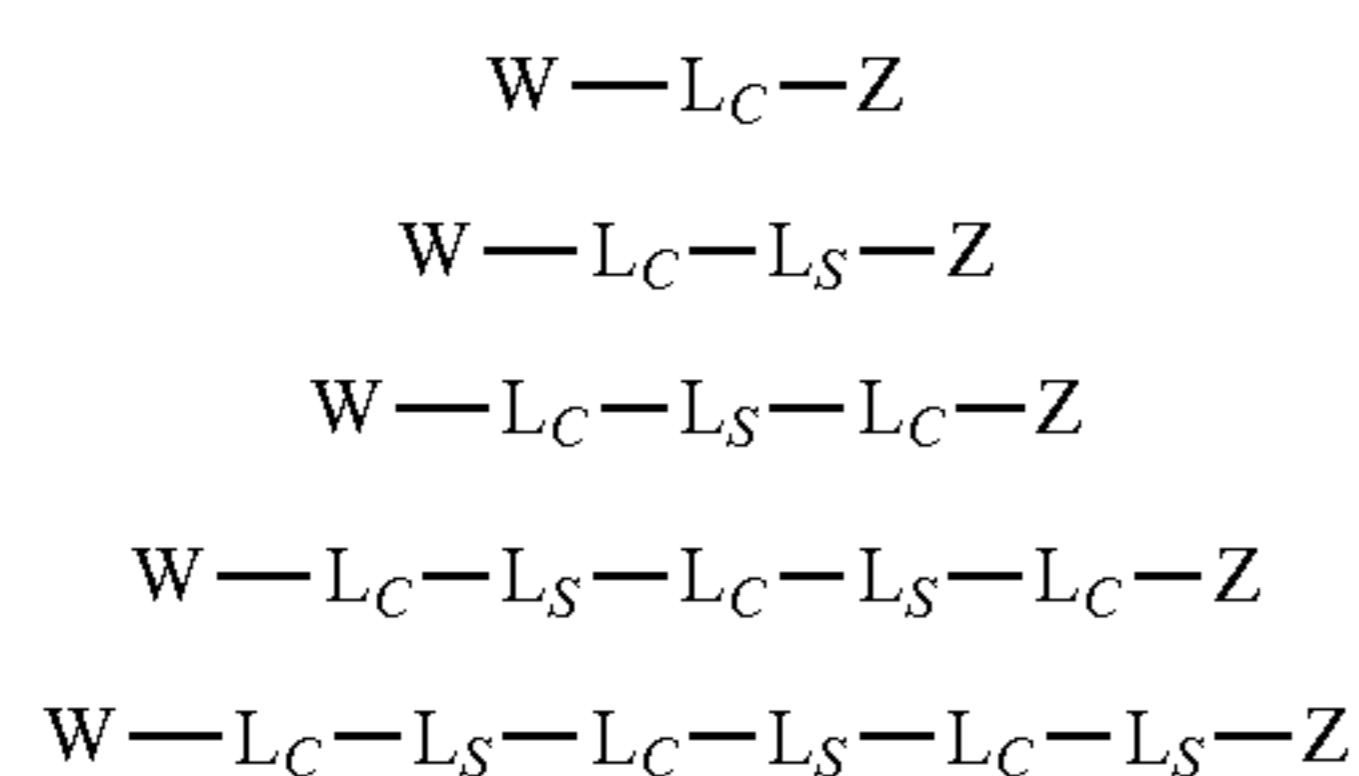 W—L_C—Z
W—L_C—L_S—Z
W—L_C—L_S—L_C—Z
W—L_C—L_S—L_C—L_S—L_C—Z
W—L_C—L_S—L_C—L_S—L_C—L_S—Z